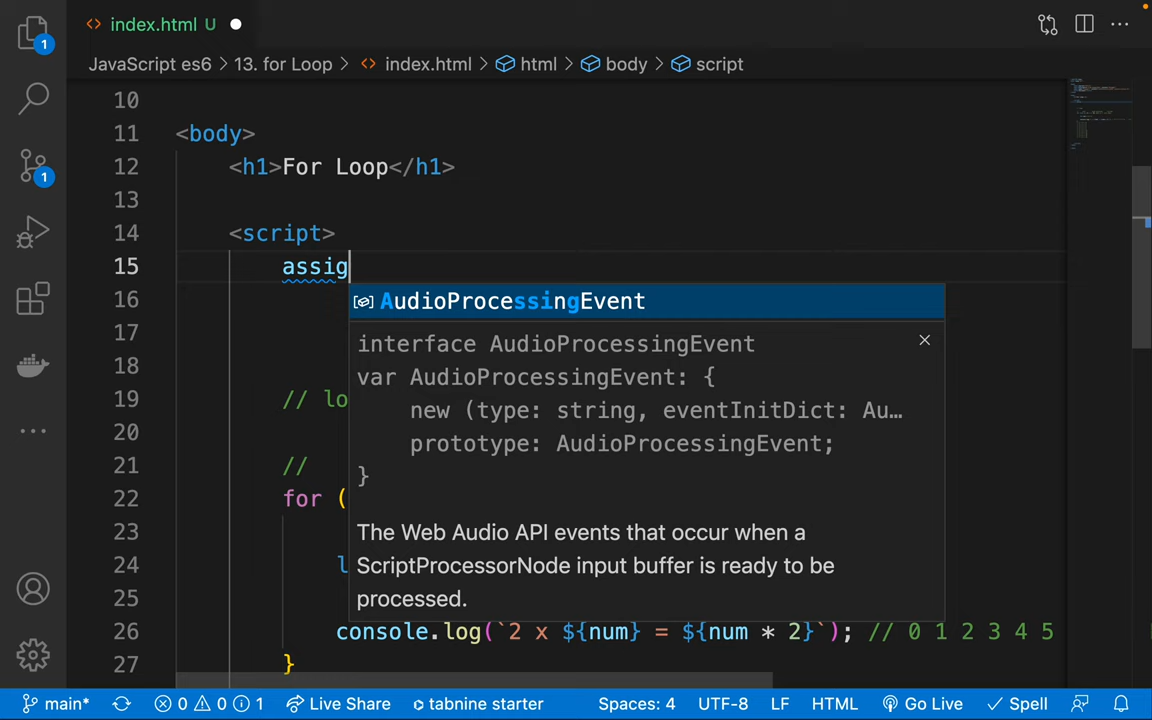 index.html U
JavaScript es6 > 13. for Loop > index.html > html > body > script
10
11 <body>
12 <h1>For Loop</h1>
13
14 <script>
15 assig
AudioProcessingEvent
16
interface AudioProcessingEvent
17
var AudioProcessingEvent: {
18
new (type: string, eventInitDict: Au…
19 // lo
prototype: AudioProcessingEvent;
20
}
21 //
22 for (
The Web Audio API events that occur when a
23
24 l
ScriptProcessorNode input buffer is ready to be
25
processed.
26 console.log(`2 x ${num} = ${num * 2}`); // 0 1 2 3 4 5
27 }
1
1
main* 0 0 1 Live Share tabnine starter Spaces: 4 UTF-8 LF HTML Go Live Spell